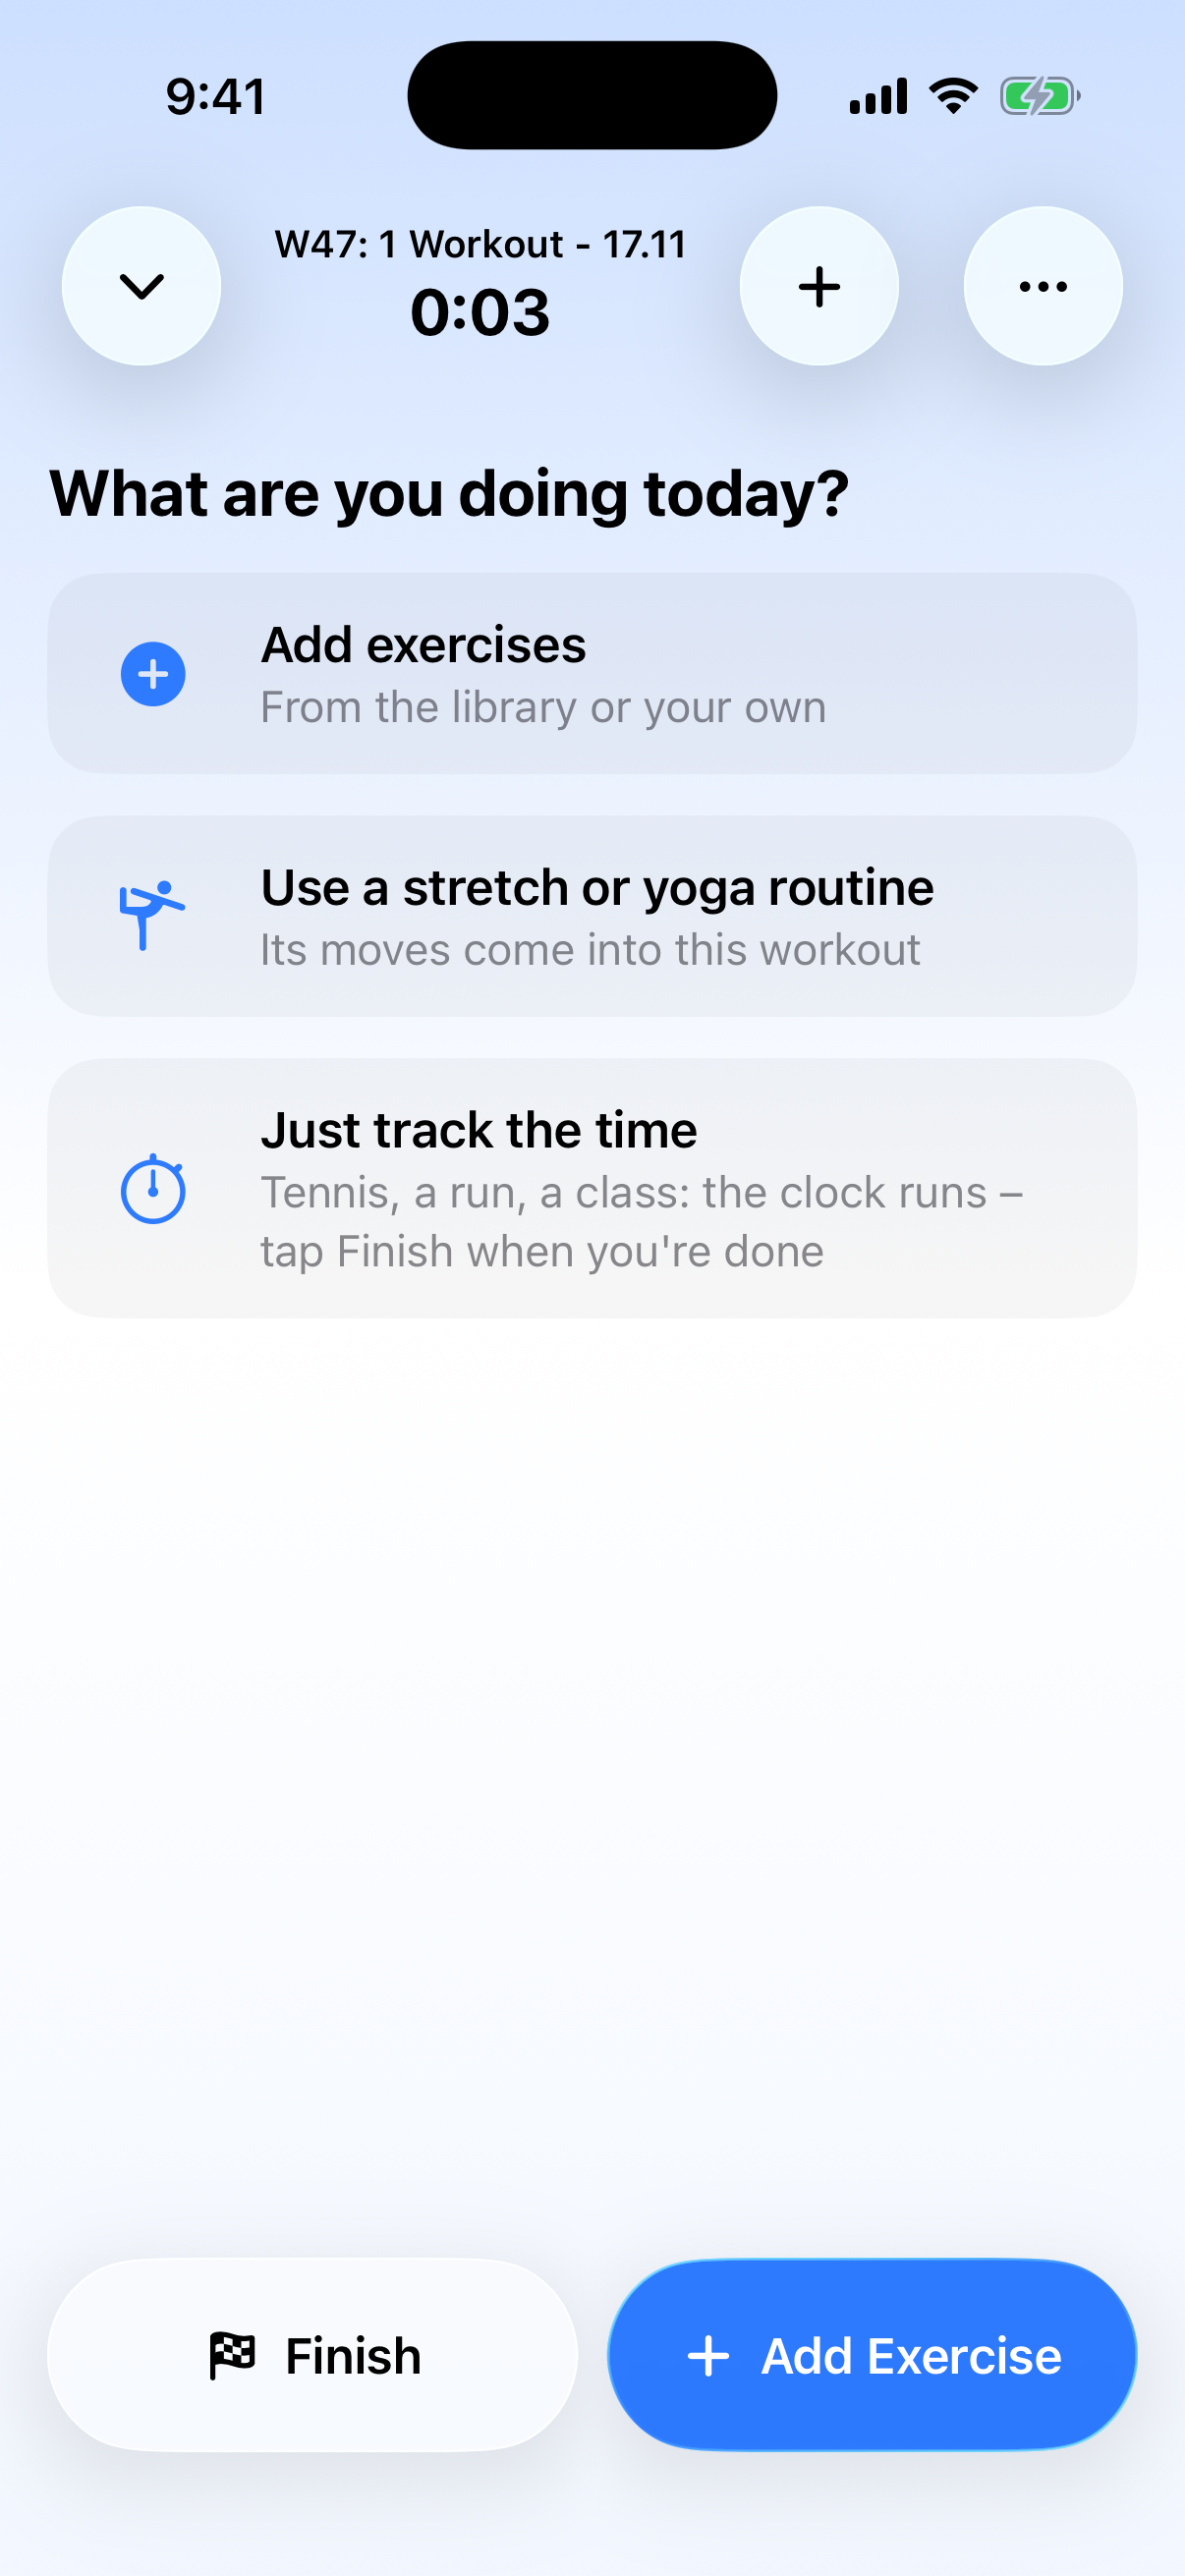 9:41
W47: 1 Workout - 17.11
0:03
What are you doing today?
Add exercises
From the library or your own
Use a stretch or yoga routine
Its moves come into this workout
Just track the time
Tennis, a run, a class: the clock runs –
tap Finish when you're done
Finish
Add Exercise